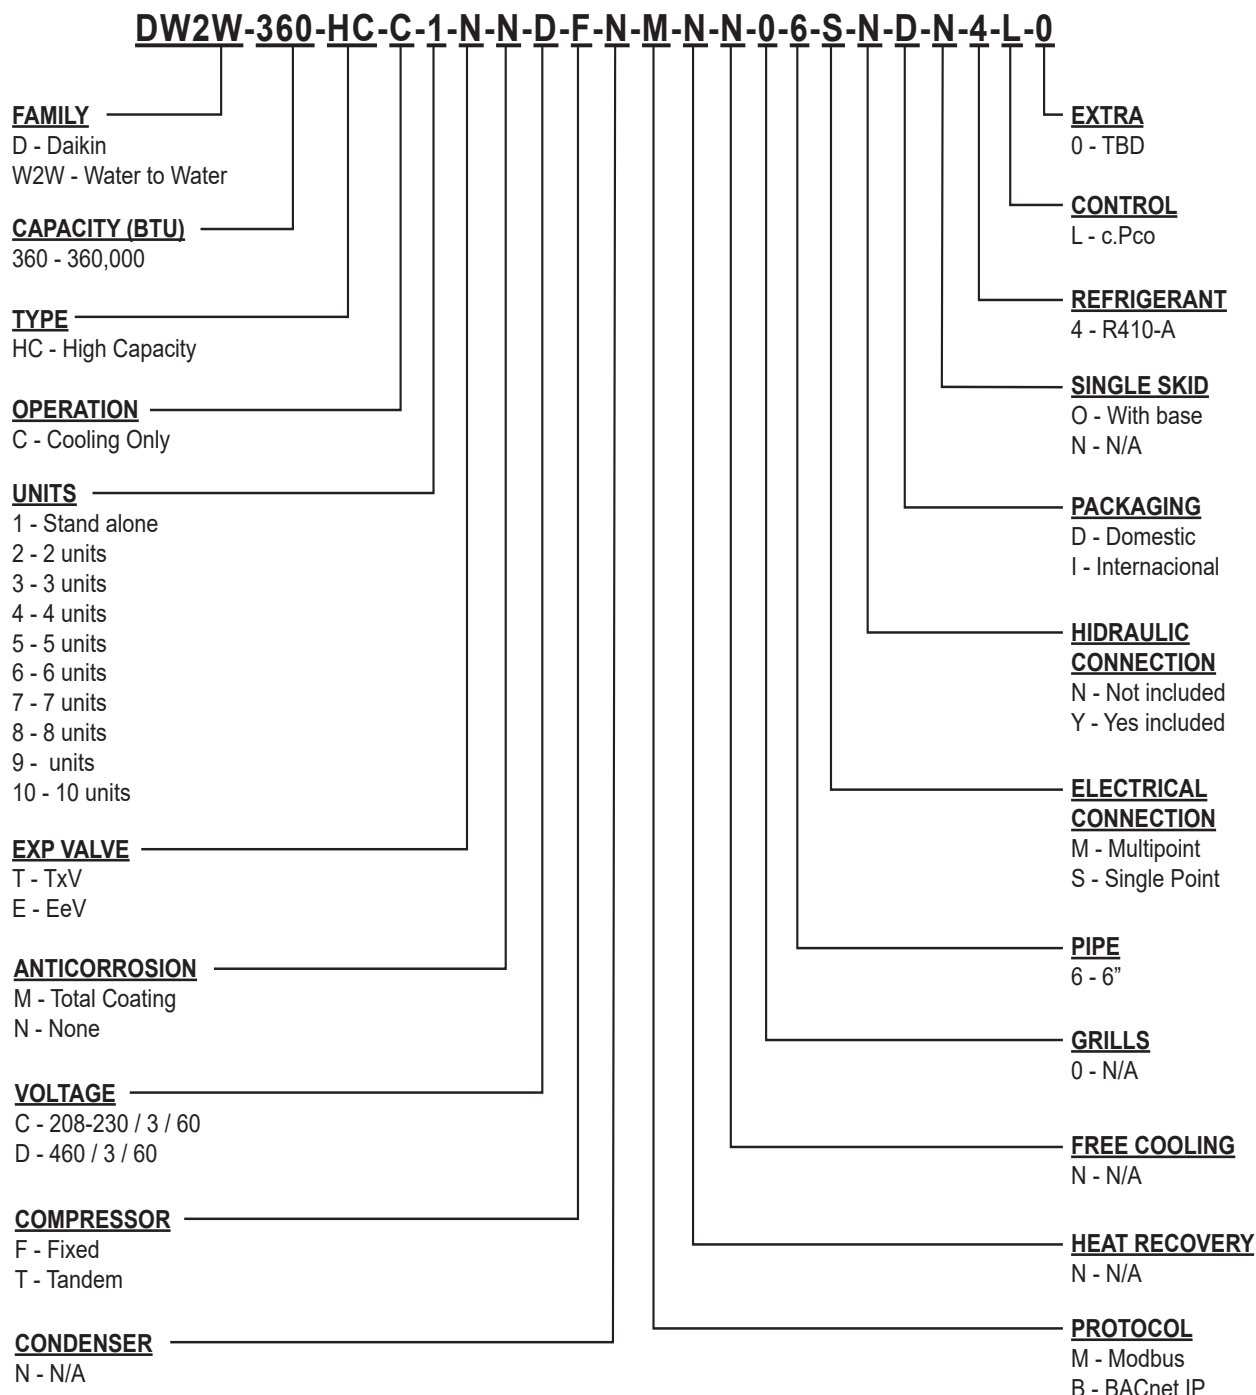 DW2W-360-HC-C-1-N-N-D-F-N-M-N-N-0-6-S-N-D-N-4-L-0
FAMILY
D - Daikin
W2W - Water to Water
CAPACITY (BTU)
360 - 360,000
TYPE
HC - High Capacity
OPERATION
C - Cooling Only
UNITS
1 - Stand alone
2 - 2 units
3 - 3 units
4 - 4 units
5 - 5 units
6 - 6 units
7 - 7 units
8 - 8 units
9 -  units
10 - 10 units
EXP VALVE
T - TxV
E - EeV
ANTICORROSION
M - Total Coating
N - None
VOLTAGE
C - 208-230 / 3 / 60
D - 460 / 3 / 60
COMPRESSOR
F - Fixed
T - Tandem
CONDENSER
N - N/A
EXTRA
0 - TBD
CONTROL
L - c.Pco
REFRIGERANT
4 - R410-A
SINGLE SKID
O - With base
N - N/A
PACKAGING
D - Domestic
I - Internacional
HIDRAULIC
CONNECTION
N - Not included
Y - Yes included
ELECTRICAL
CONNECTION
M - Multipoint
S - Single Point
PIPE
6 - 6”
GRILLS
0 - N/A
FREE COOLING
N - N/A
HEAT RECOVERY
N - N/A
PROTOCOL
M - Modbus
B - BACnet IP